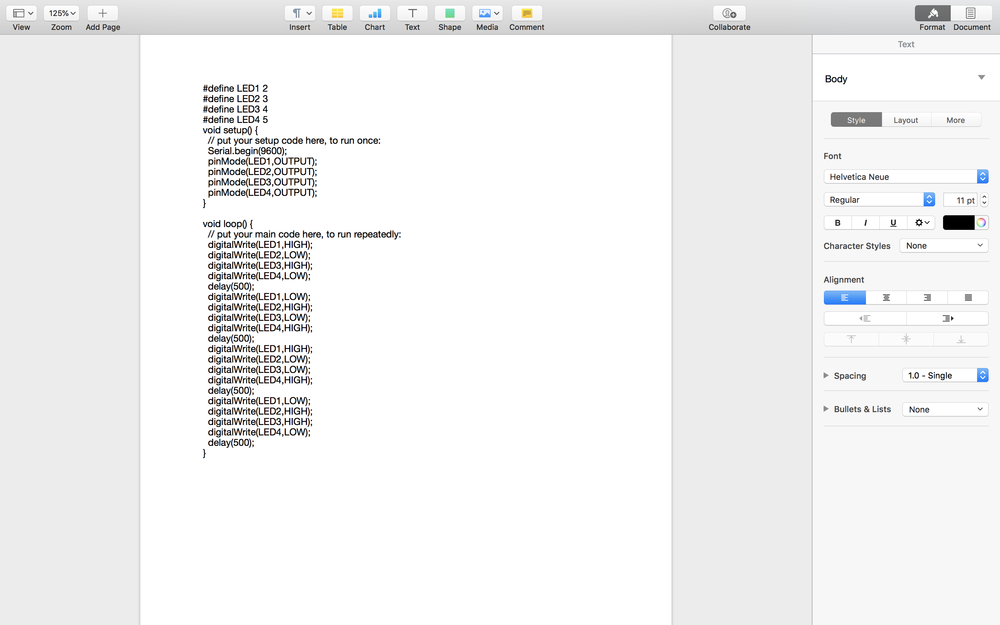 125%
View Zoom Add Page Insert Table Chart Text Shape Media Comment Collaborate Format Document
#define LED1 2
#define LED2 3
#define LED3 4
#define LED4 5
void setup() {
  // put your setup code here, to run once:
  Serial.begin(9600);
  pinMode(LED1,OUTPUT);
  pinMode(LED2,OUTPUT);
  pinMode(LED3,OUTPUT);
  pinMode(LED4,OUTPUT);
}

void loop() {
  // put your main code here, to run repeatedly:
  digitalWrite(LED1,HIGH);
  digitalWrite(LED2,LOW);
  digitalWrite(LED3,HIGH);
  digitalWrite(LED4,LOW);
  delay(500);
  digitalWrite(LED1,LOW);
  digitalWrite(LED2,HIGH);
  digitalWrite(LED3,LOW);
  digitalWrite(LED4,HIGH);
  delay(500);
  digitalWrite(LED1,HIGH);
  digitalWrite(LED2,LOW);
  digitalWrite(LED3,LOW);
  digitalWrite(LED4,HIGH);
  delay(500);
  digitalWrite(LED1,LOW);
  digitalWrite(LED2,HIGH);
  digitalWrite(LED3,HIGH);
  digitalWrite(LED4,LOW);
  delay(500);
}
Text
Body
Style Layout More
Font
Helvetica Neue
Regular 11 pt
B I U
Character Styles None
Alignment
Spacing 1.0 - Single
Bullets & Lists None